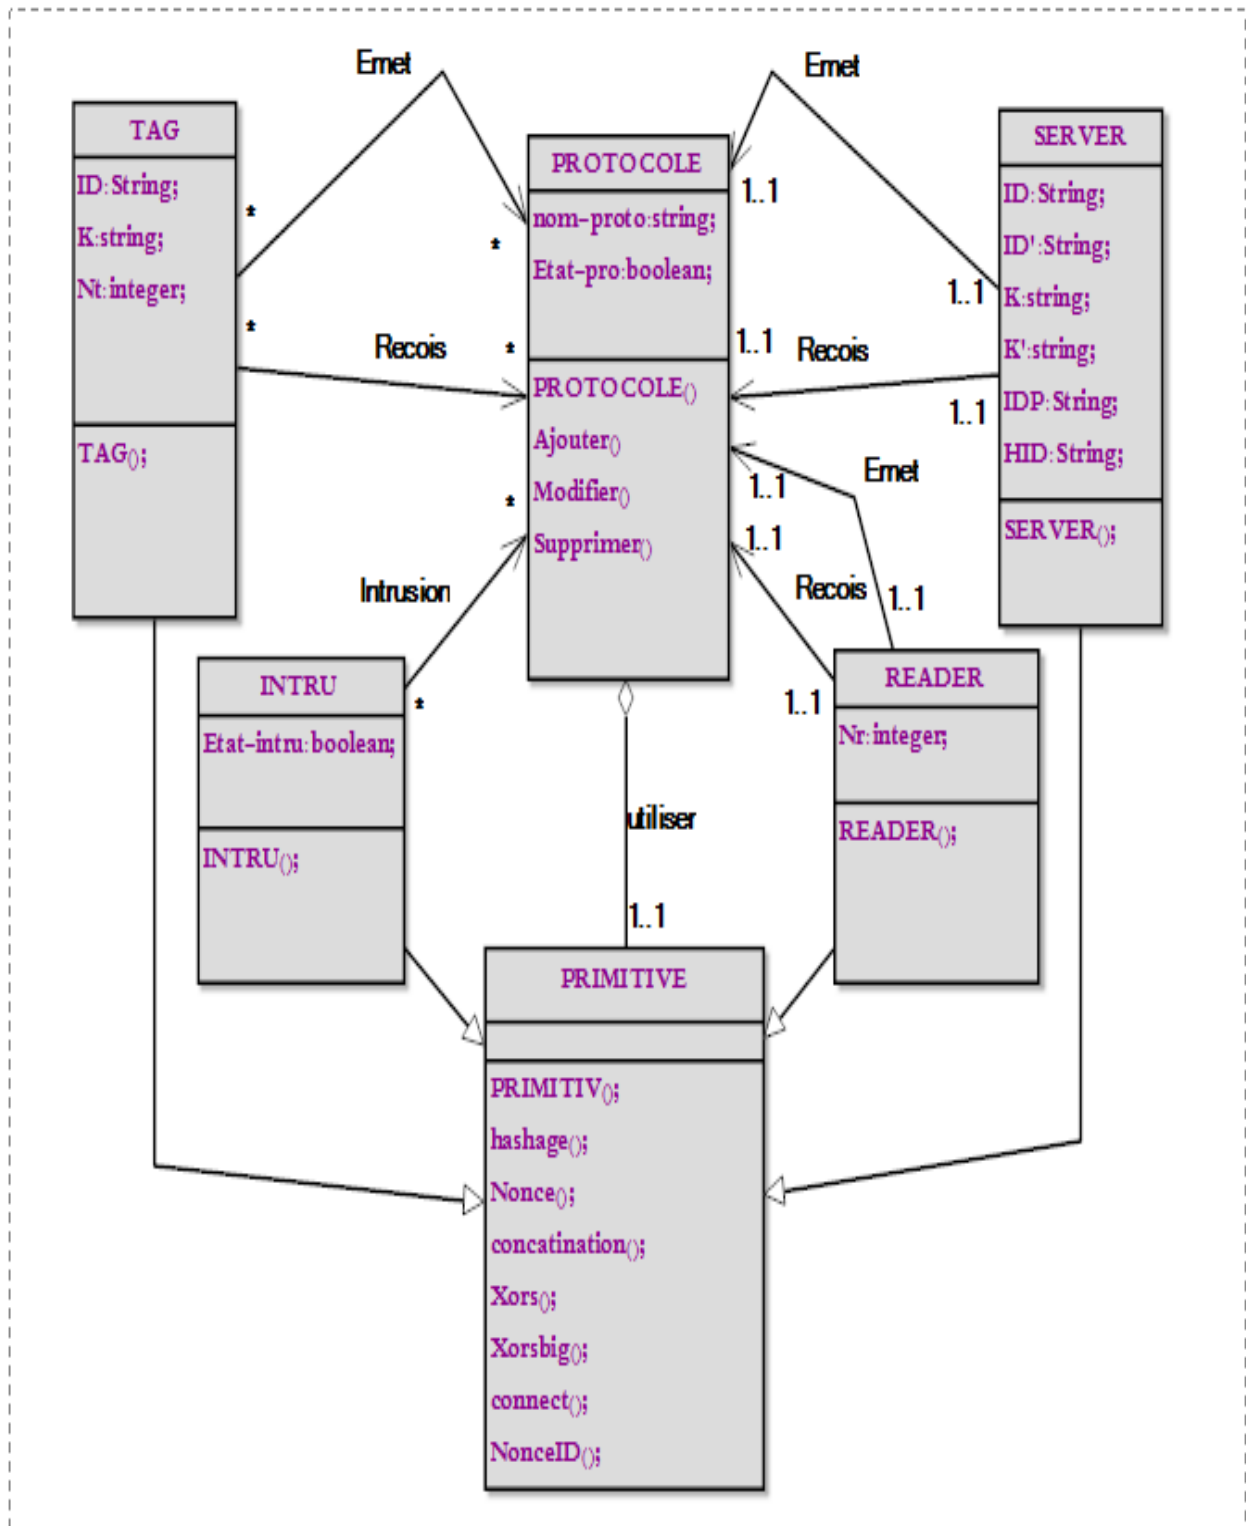 Emet
Emet
TAG
ID:String;
K:string;
Nt:integer;
TAG();
*
*
*
*
Recois
PROTOCOLE
nom-proto:string;
Etat-pro:boolean;
PROTOCOLE()
Ajouter()
Modifier()
Supprimer()
1..1
1..1
1..1
Recois
1..1
SERVER
ID:String;
ID':String;
K:string;
K':string;
IDP:String;
HID:String;
SERVER();
Emet
1..1
1..1
Recois
1..1
1..1
*
Intrusion
*
INTRU
Etat-intru:boolean;
INTRU();
READER
Nr:integer;
READER();
utiliser
1..1
PRIMITIVE
PRIMITIV();
hashage();
Nonce();
concatination();
Xors();
Xorsbig();
connect();
NonceID();